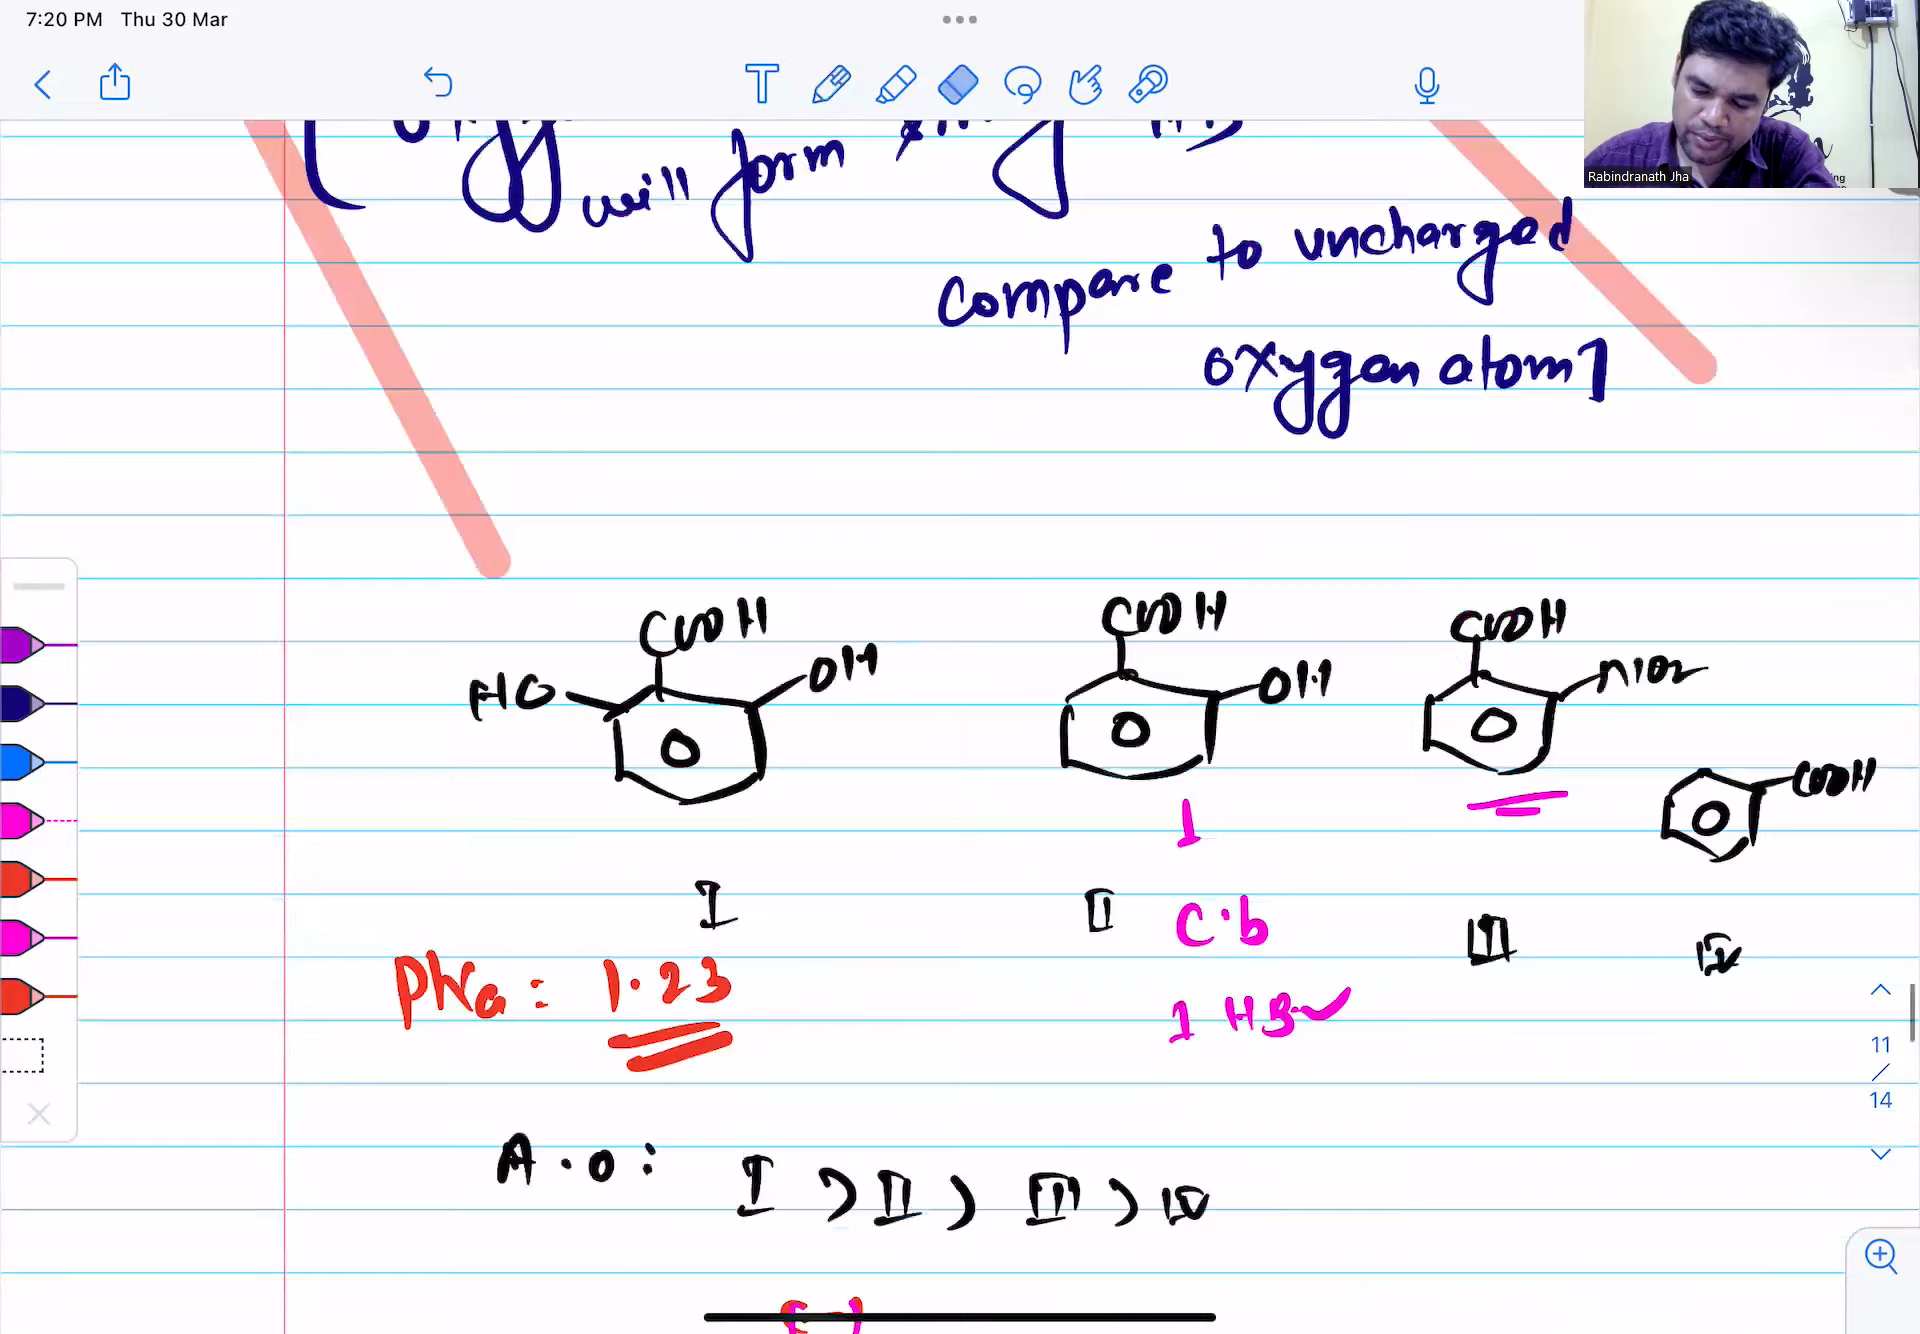 7:20 PM Thu 30 Mar
Rabindranath Jha
will form
compare to uncharged
oxygen atom]
COOH
HO
OH
COOH
OH
COOH
NO2
COOH
1
I
II
C.b
III
IV
PKa : 1.23
1 HB
11
/
14
A.O: I > II > III > IV